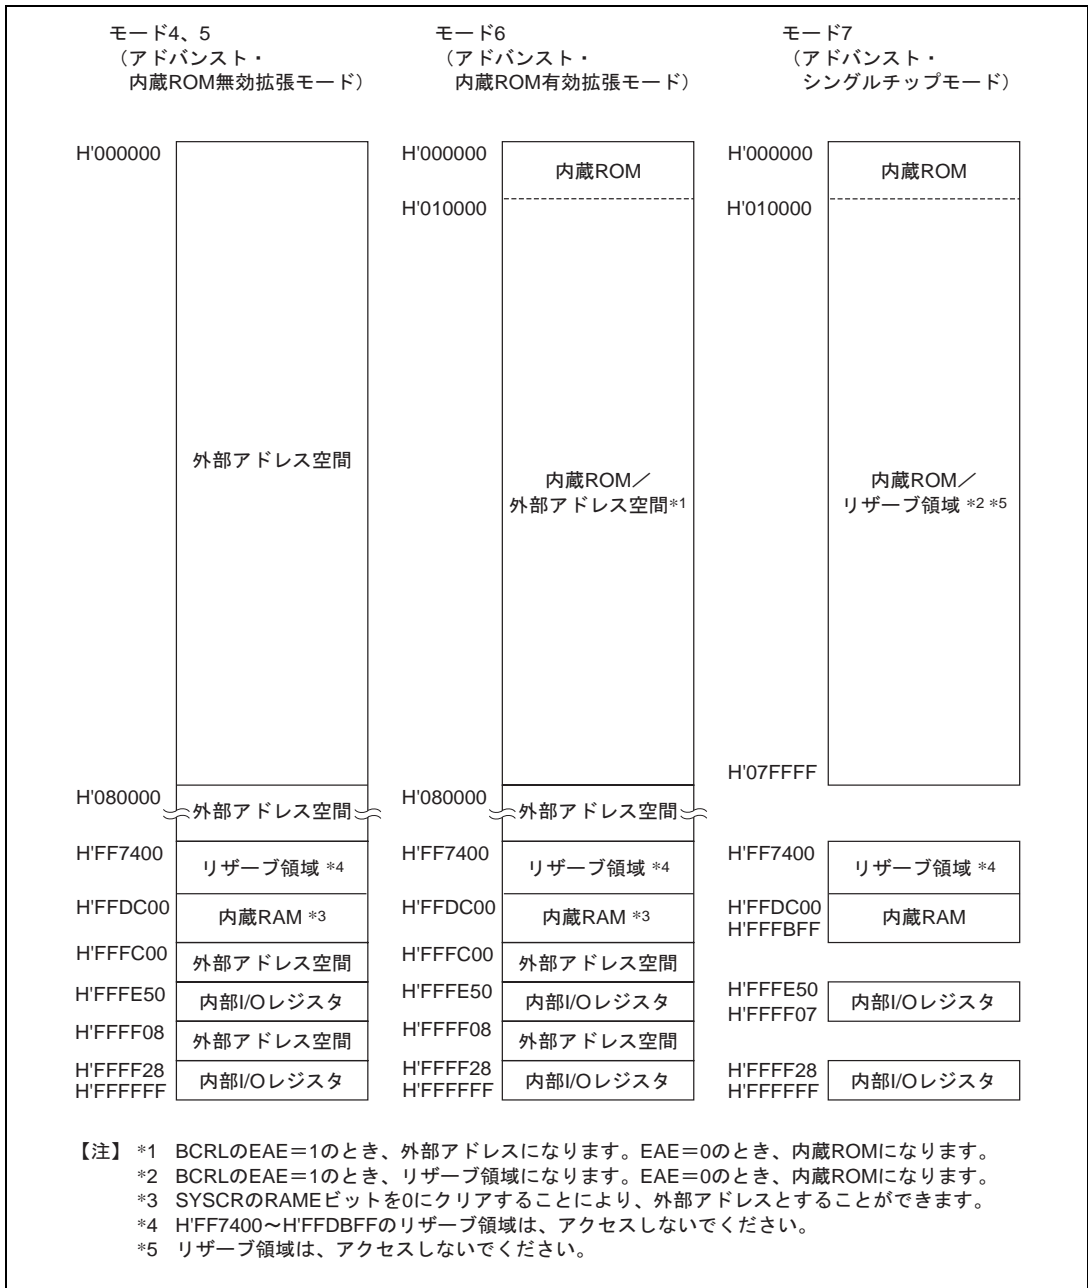 モード4、5
（アドバンスト・
内蔵ROM無効拡張モード）
H'000000
外部アドレス空間
H'080000
外部アドレス空間
H'FF7400
リザーブ領域 *4
H'FFDC00
内蔵RAM *3
H'FFFC00
外部アドレス空間
H'FFFE50
内部I/Oレジスタ
H'FFFF08
外部アドレス空間
H'FFFF28
内部I/Oレジスタ
H'FFFFFF
モード6
（アドバンスト・
内蔵ROM有効拡張モード）
H'000000
内蔵ROM
H'010000
内蔵ROM／
外部アドレス空間*1
H'080000
外部アドレス空間
H'FF7400
リザーブ領域 *4
H'FFDC00
内蔵RAM *3
H'FFFC00
外部アドレス空間
H'FFFE50
内部I/Oレジスタ
H'FFFF08
外部アドレス空間
H'FFFF28
内部I/Oレジスタ
H'FFFFFF
モード7
（アドバンスト・
シングルチップモード）
H'000000
内蔵ROM
H'010000
内蔵ROM／
リザーブ領域 *2 *5
H'07FFFF
H'FF7400
リザーブ領域 *4
H'FFDC00
内蔵RAM
H'FFFBFF
H'FFFE50
内部I/Oレジスタ
H'FFFF07
H'FFFF28
内部I/Oレジスタ
H'FFFFFF
【注】 *1 BCRLのEAE＝1のとき、外部アドレスになります。EAE＝0のとき、内蔵ROMになります。
*2 BCRLのEAE＝1のとき、リザーブ領域になります。EAE＝0のとき、内蔵ROMになります。
*3 SYSCRのRAMEビットを0にクリアすることにより、外部アドレスとすることができます。
*4 H'FF7400～H'FFDBFFのリザーブ領域は、アクセスしないでください。
*5 リザーブ領域は、アクセスしないでください。